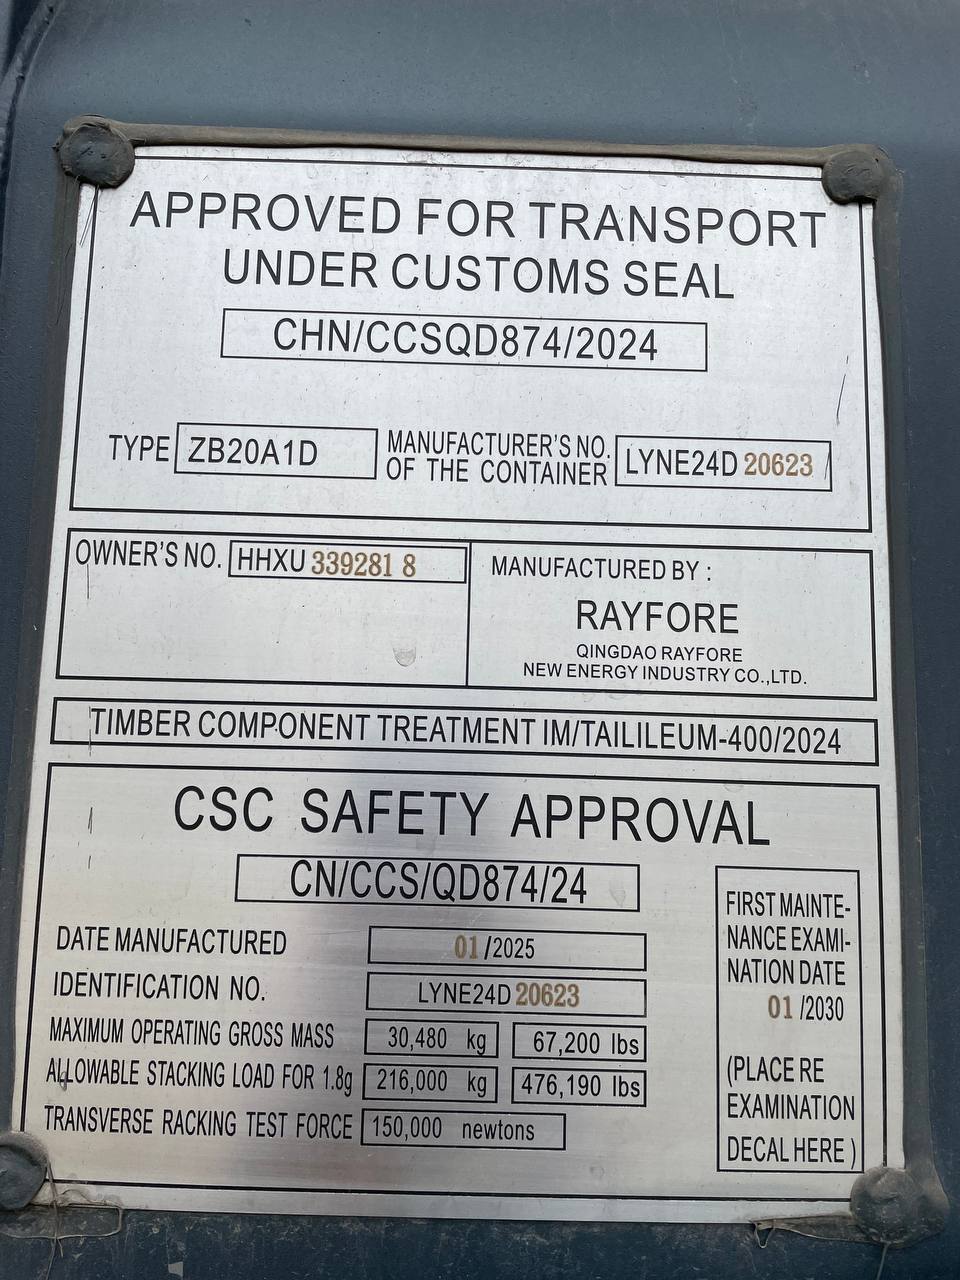 APPROVED FOR TRANSPORT
UNDER CUSTOMS SEAL
CHN/CCSQD874/2024
TYPE ZB20A1D MANUFACTURER'S NO. OF THE CONTAINER LYNE24D 20623
OWNER'S NO. HHXU 339281 8
MANUFACTURED BY :
RAYFORE
QINGDAO RAYFORE
NEW ENERGY INDUSTRY CO.,LTD.
TIMBER COMPONENT TREATMENT IM/TAILILEUM-400/2024
CSC SAFETY APPROVAL
CN/CCS/QD874/24
DATE MANUFACTURED 01 /2025
IDENTIFICATION NO. LYNE24D 20623
MAXIMUM OPERATING GROSS MASS 30,480 kg 67,200 lbs
ALLOWABLE STACKING LOAD FOR 1.8g 216,000 kg 476,190 lbs
TRANSVERSE RACKING TEST FORCE 150,000 newtons
FIRST MAINTE-
NANCE EXAMI-
NATION DATE
01 /2030
(PLACE RE
EXAMINATION
DECAL HERE )